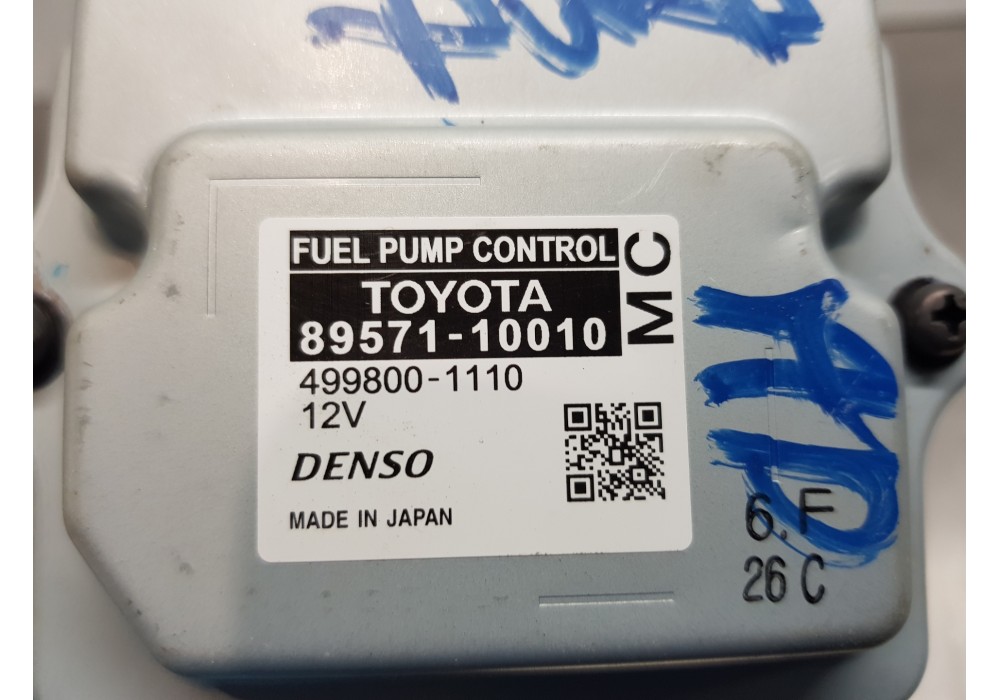 FUEL PUMP CONTROL
TOYOTA
89571-10010
MC
499800-1110
12V
DENSO
MADE IN JAPAN
6.F
26 C